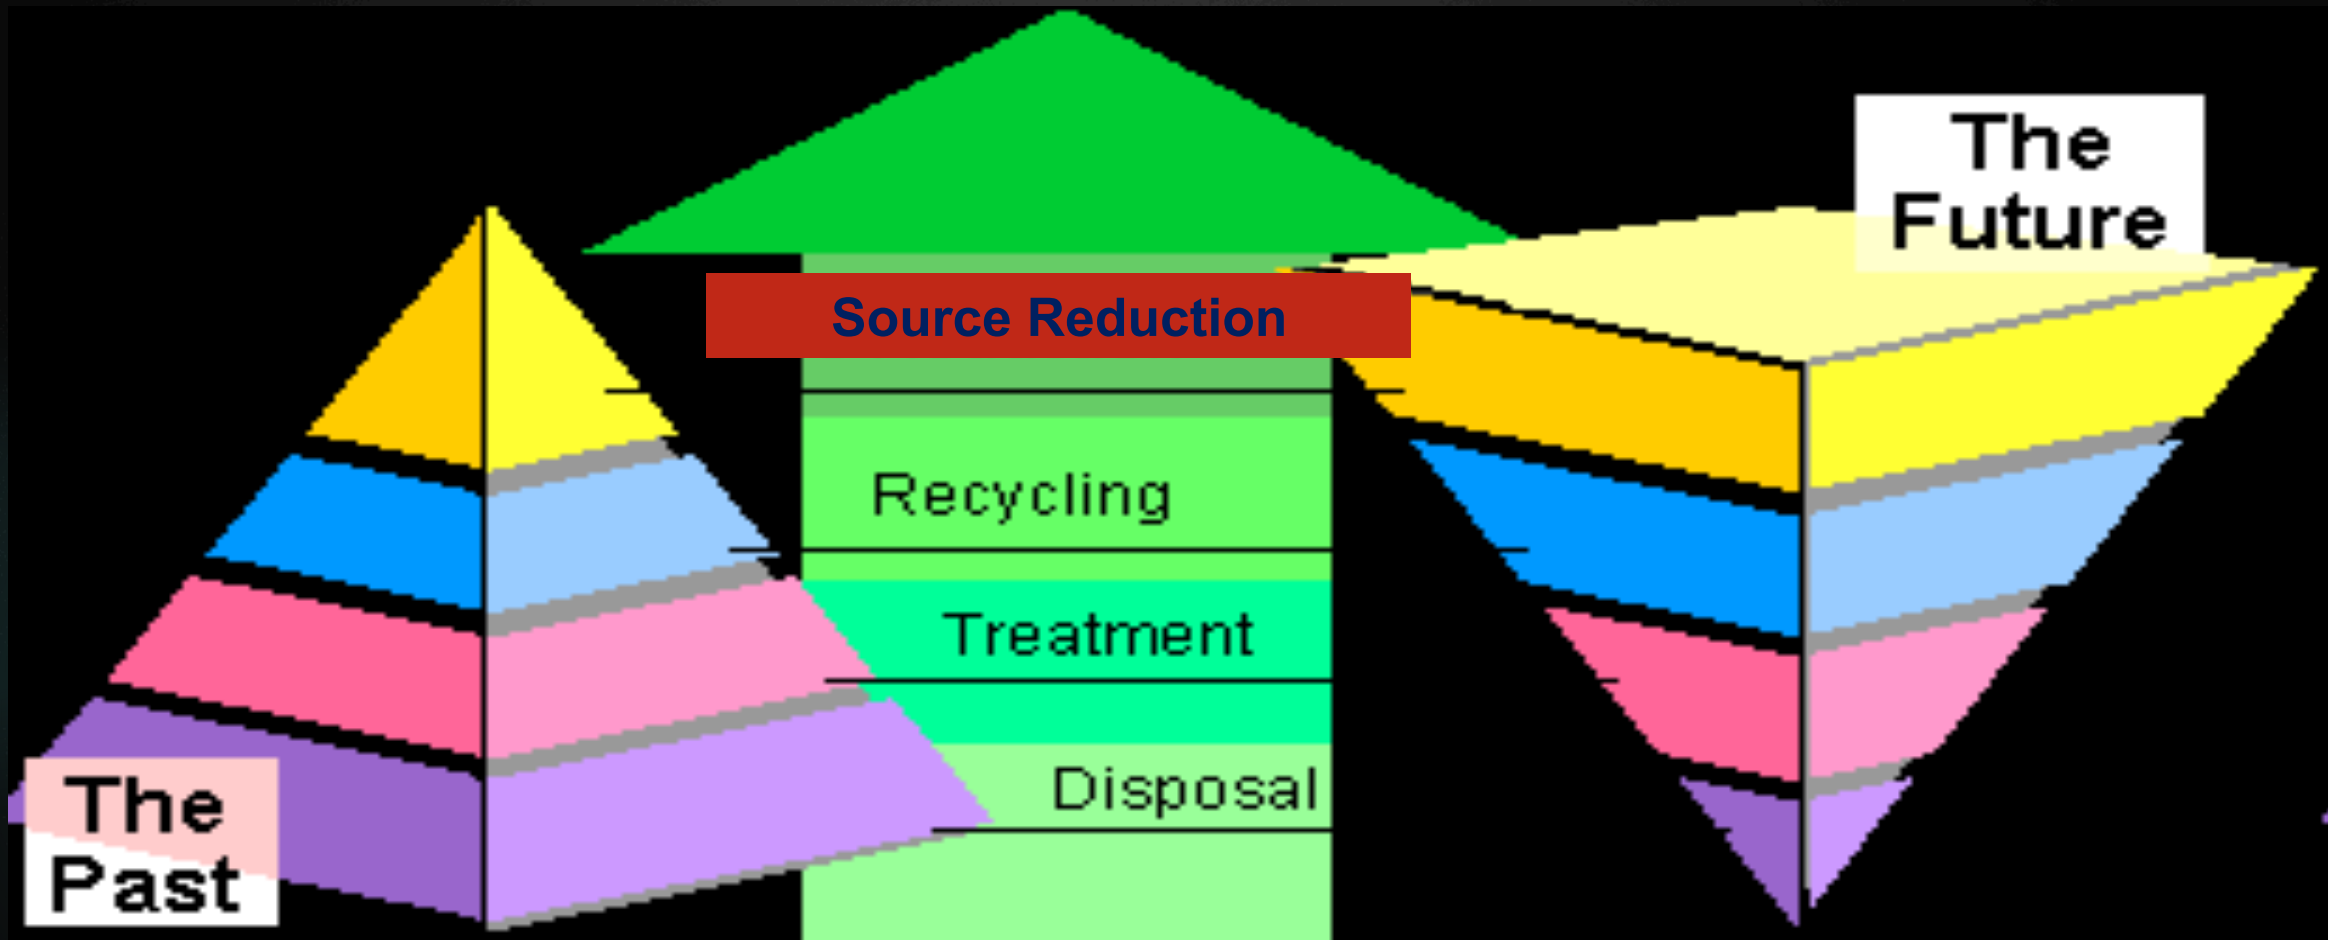 The
Future
Source Reduction
Recycling
Treatment
Disposal
The
Past